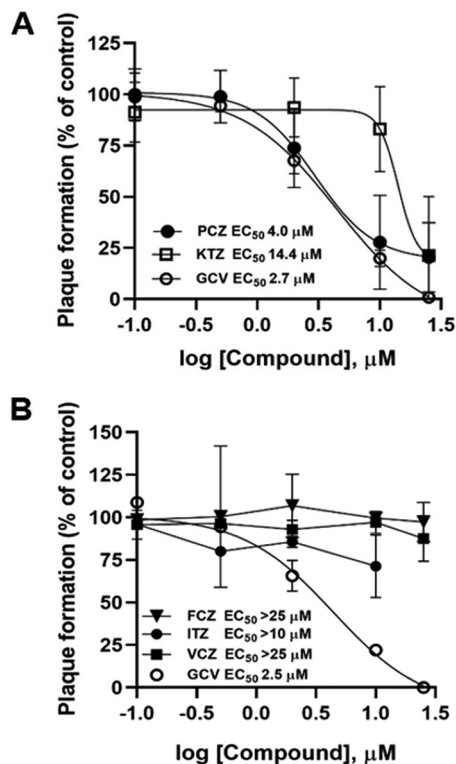 A
Plaque formation (% of control)
125
100
75
50
25
0
PCZ EC50 4.0 µM
KTZ EC50 14.4 µM
GCV EC50 2.7 µM
-1.0 -0.5 0.0 0.5 1.0 1.5
log [Compound], µM
B
Plaque formation (% of control)
150
125
100
75
50
25
0
FCZ EC50 >25 µM
ITZ EC50 >10 µM
VCZ EC50 >25 µM
GCV EC50 2.5 µM
-1.0 -0.5 0.0 0.5 1.0 1.5
log [Compound], µM